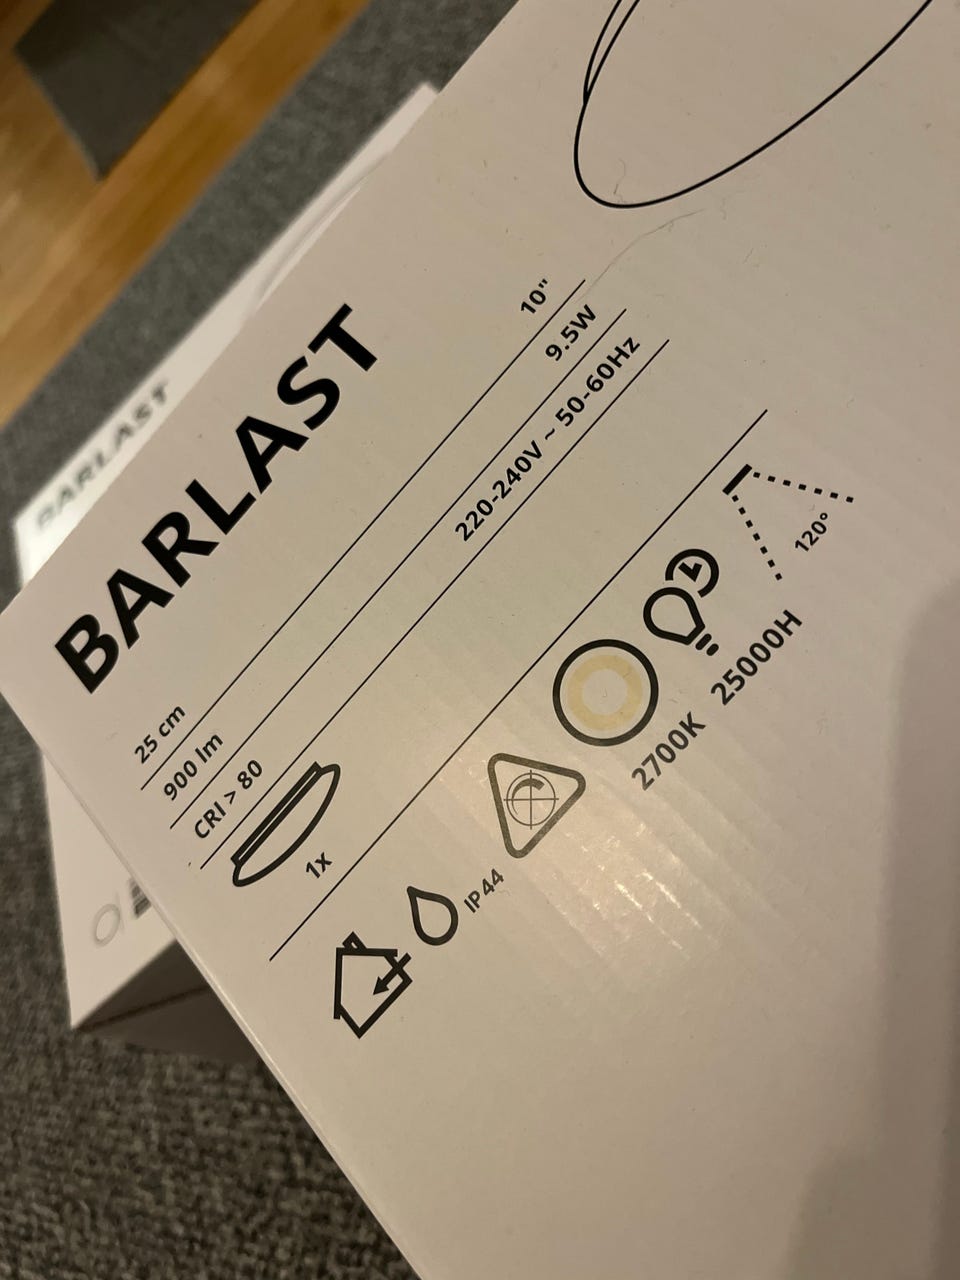 BARLAST
25 cm 10"
900 lm 9.5W
CRI > 80 220-240V ~ 50-60Hz
1x
IP44
2700K
25000H
120°
BARLAST